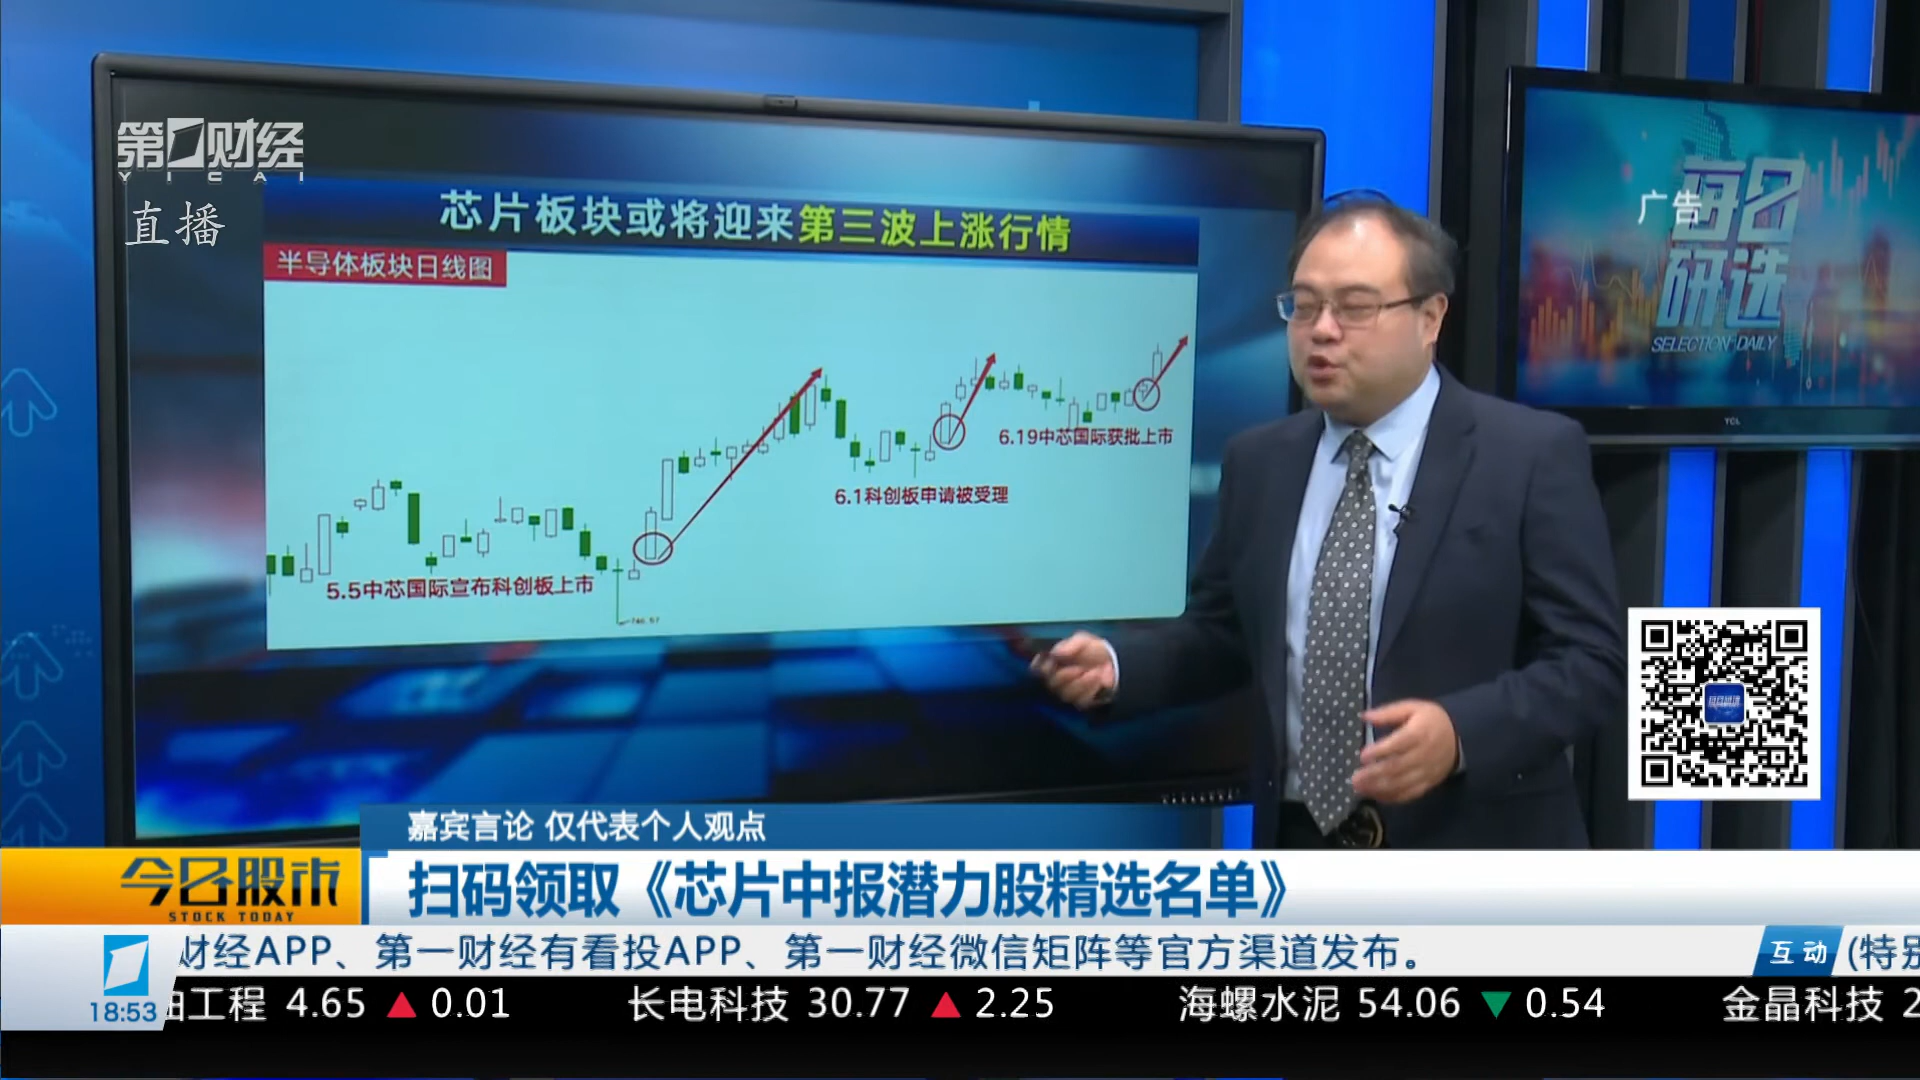 第一财经
YICAI
直播
芯片板块或将迎来第三波上涨行情
半导体板块日线图
6.19中芯国际获批上市
6.1科创板申请被受理
5.5中芯国际宣布科创板上市
746.57
广告
每日研选
SELECTION DAILY
TCL
嘉宾言论 仅代表个人观点
今日股市
STOCK TODAY
扫码领取《芯片中报潜力股精选名单》
财经APP、第一财经有看投APP、第一财经微信矩阵等官方渠道发布。
互动
(特别
18:53
油工程 4.65 ▲ 0.01 长电科技 30.77 ▲ 2.25 海螺水泥 54.06 ▼ 0.54 金晶科技 2